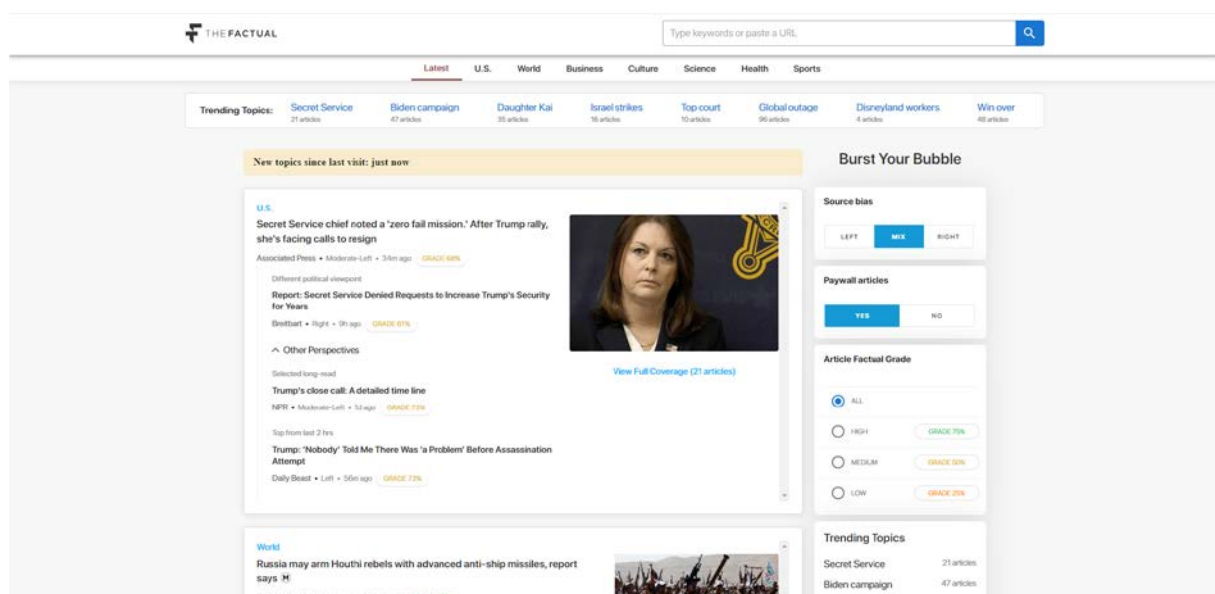 THE FACTUAL
Type keywords or paste a URL
Latest U.S. World Business Culture Science Health Sports
Trending Topics: Secret Service Biden campaign Daughter Kai Israel strikes Top court Global outage Disneyland workers Win over
21 articles 47 articles 35 articles 16 articles 10 articles 96 articles 4 articles 48 articles
New topics since last visit: just now
Burst Your Bubble
U.S.
Secret Service chief noted a 'zero fail mission.' After Trump rally,
she's facing calls to resign
Associated Press • Moderate-Left • 34m ago GRADE 68%
Different political viewpoint
Report: Secret Service Denied Requests to Increase Trump's Security
for Years
Breitbart • Right • 9h ago GRADE 61%
Other Perspectives
Selected long-read
Trump's close call: A detailed time line
NPR • Moderate-Left • 1d ago GRADE 73%
Top from last 2 hrs
Trump: 'Nobody' Told Me There Was 'a Problem' Before Assassination
Attempt
Daily Beast • Left • 56m ago GRADE 73%
View Full Coverage (21 articles)
Source bias
LEFT MIX RIGHT
Paywall articles
YES NO
Article Factual Grade
ALL
HIGH GRADE 75%
MEDIUM GRADE 50%
LOW GRADE 25%
Trending Topics
Secret Service 21 articles
Biden campaign 47 articles
World
Russia may arm Houthi rebels with advanced anti-ship missiles, report
says M